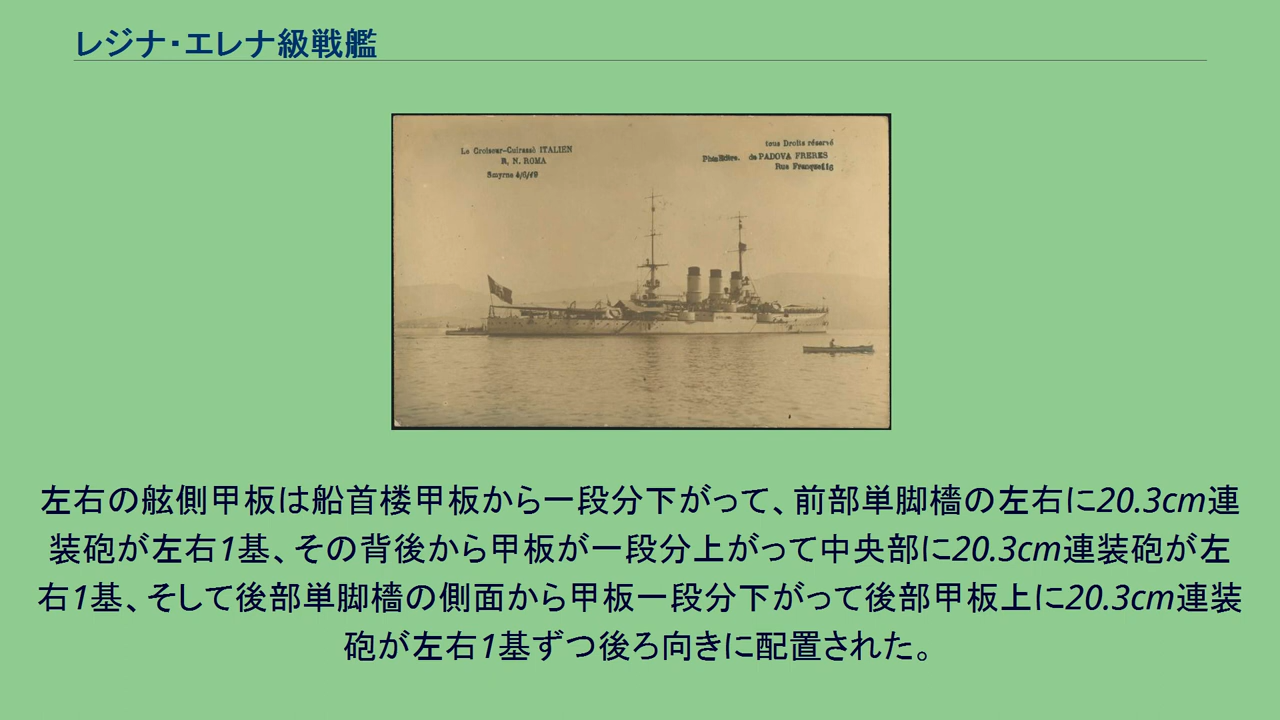 レジナ・エレナ級戦艦
Le Croiseur-Cuirassé ITALIEN
R. N. ROMA
Smyrne
tous Droits réservé
de PADOVA FRERES
Rue
左右の舷側甲板は船首楼甲板から一段分下がって、前部単脚檣の左右に20.3cm連
装砲が左右1基、その背後から甲板が一段分上がって中央部に20.3cm連装砲が左
右1基、そして後部単脚檣の側面から甲板一段分下がって後部甲板上に20.3cm連装
砲が左右1基ずつ後ろ向きに配置された。